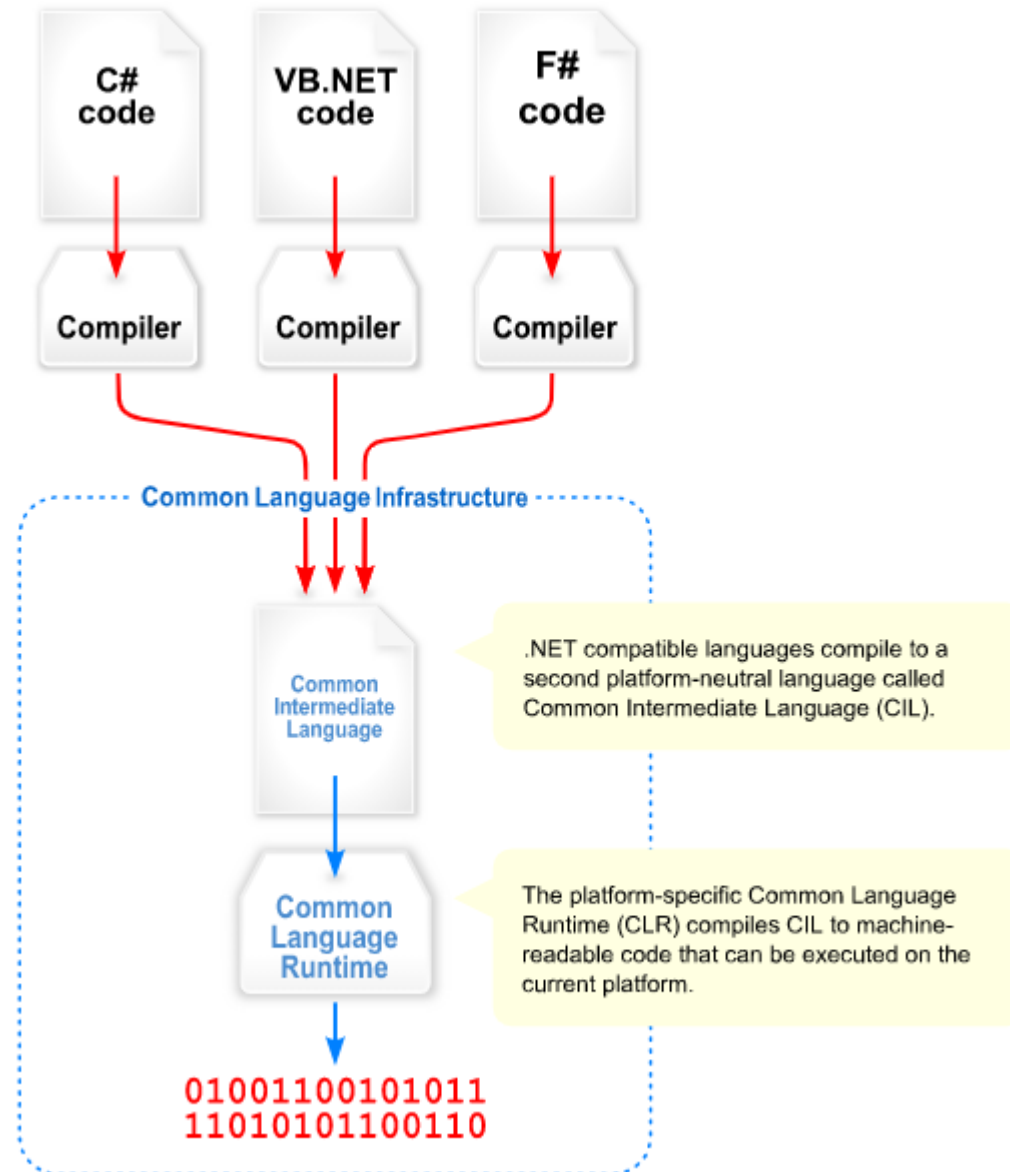 C#
code
VB.NET
code
F#
code
Compiler
Compiler
Compiler
Common Language Infrastructure
Common
Intermediate
Language
.NET compatible languages compile to a
second platform-neutral language called
Common Intermediate Language (CIL).
Common
Language
Runtime
The platform-specific Common Language
Runtime (CLR) compiles CIL to machine-
readable code that can be executed on the
current platform.
01001100101011
11010101100110